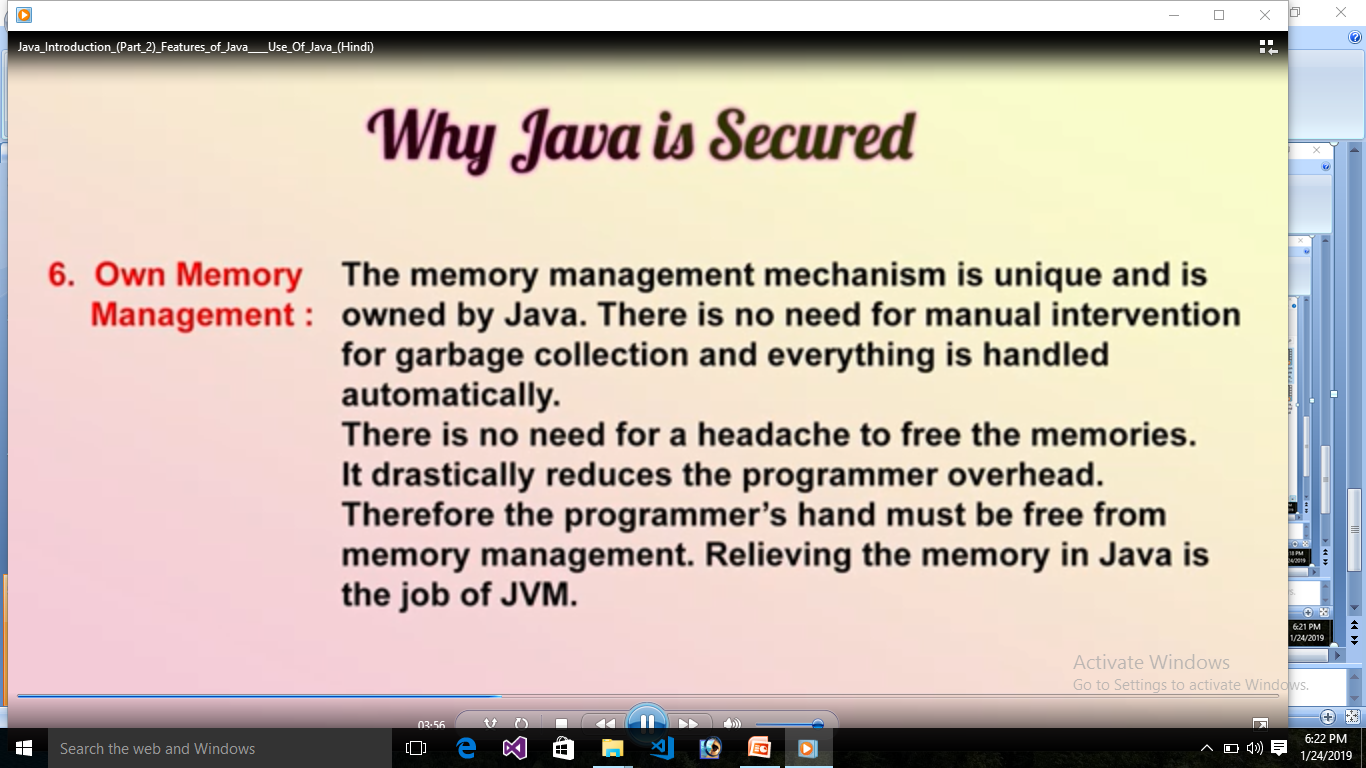 Java_Introduction_(Part_2)_Features_of_Java____Use_Of_Java_(Hindi)
Why Java is Secured
6. Own Memory Management :
The memory management mechanism is unique and is
owned by Java. There is no need for manual intervention
for garbage collection and everything is handled
automatically.
There is no need for a headache to free the memories.
It drastically reduces the programmer overhead.
Therefore the programmer's hand must be free from
memory management. Relieving the memory in Java is
the job of JVM.
6:21 PM
1/24/2019
Activate Windows
Go to Settings to activate Windows.
03:56
Search the web and Windows
6:22 PM
1/24/2019